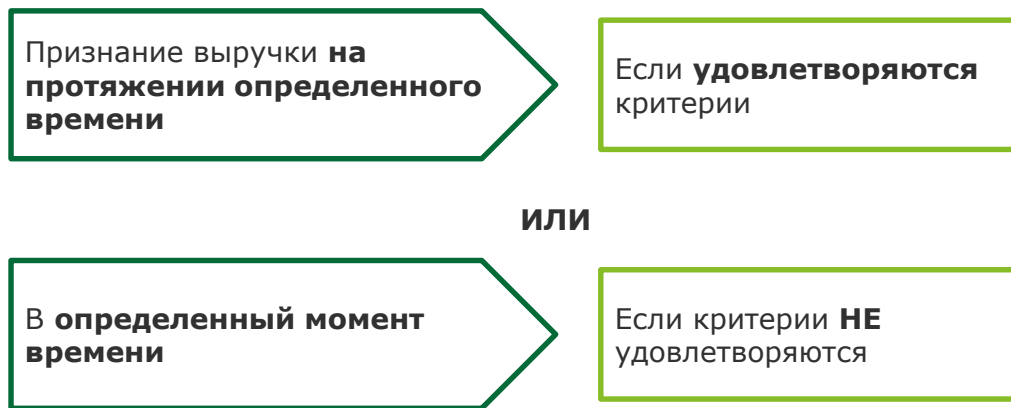 Признание выручки на
протяжении определенного
времени
Если удовлетворяются
критерии
ИЛИ
В определенный момент
времени
Если критерии НЕ
удовлетворяются